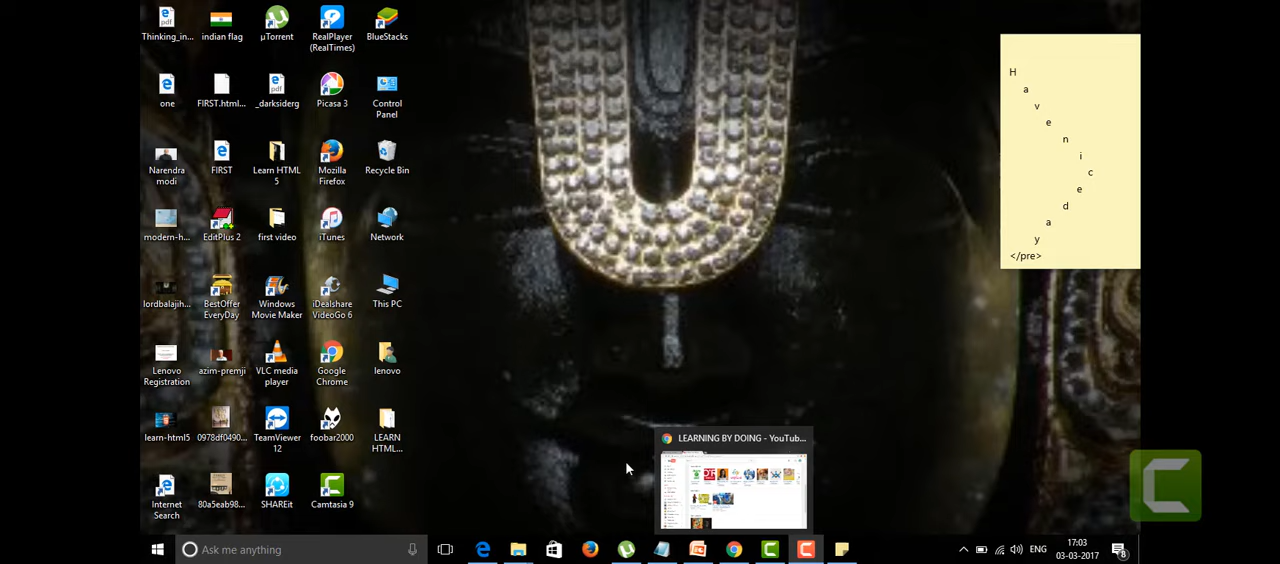 Thinking_in...
indian flag
µTorrent
RealPlayer
(RealTimes)
BlueStacks
one
FIRST.html...
_darksiderg
Picasa 3
Control
Panel
Narendra
modi
FIRST
Learn HTML
5
Mozilla
Firefox
Recycle Bin
modern-h...
EditPlus 2
first video
iTunes
Network
lordbalajih...
BestOffer
EveryDay
Windows
Movie Maker
iDealshare
VideoGo 6
This PC
Lenovo
Registration
azim-premji
VLC media
player
Google
Chrome
lenovo
learn-html5
0978df0490...
TeamViewer
12
foobar2000
LEARN
HTML...
Internet
Search
80a5eab98...
SHAREit
Camtasia 9
H
a
v
e
n
i
c
e
d
a
y
</pre>
LEARNING BY DOING - YouTub...
Ask me anything
ENG
17:03
03-03-2017
8